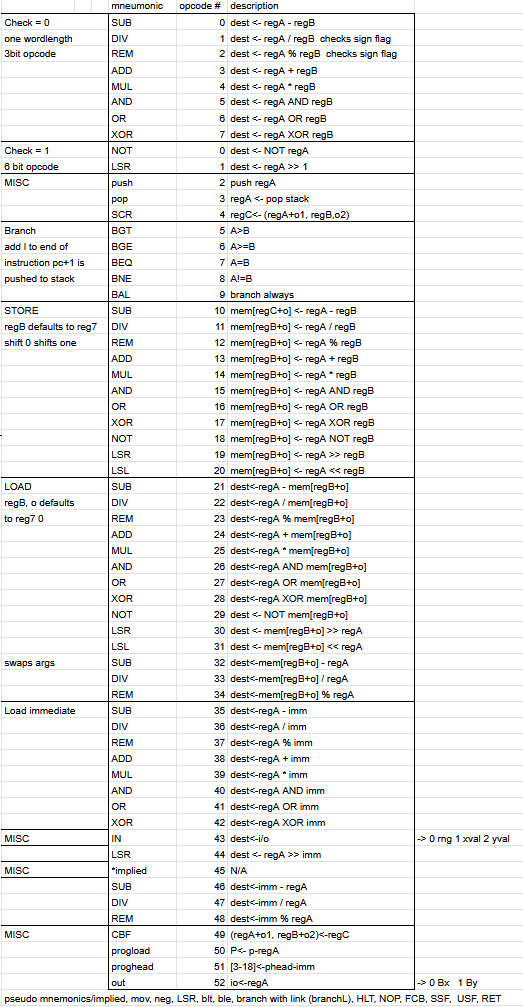 mneumonic opcode # description
Check = 0 SUB 0 dest <- regA - regB
one wordlength DIV 1 dest <- regA / regB checks sign flag
3bit opcode REM 2 dest <- regA % regB checks sign flag
ADD 3 dest <- regA + regB
MUL 4 dest <- regA * regB
AND 5 dest <- regA AND regB
OR 6 dest <- regA OR regB
XOR 7 dest <- regA XOR regB
Check = 1 NOT 0 dest <- NOT regA
6 bit opcode LSR 1 dest <- regA >> 1
MISC push 2 push regA
pop 3 regA <- pop stack
SCR 4 regC<- (regA+o1, regB,o2)
Branch BGT 5 A>B
add l to end of BGE 6 A>=B
instruction pc+1 is BEQ 7 A=B
pushed to stack BNE 8 A!=B
BAL 9 branch always
STORE SUB 10 mem[regC+o] <- regA - regB
regB defaults to reg7 DIV 11 mem[regB+o] <- regA / regB
shift 0 shifts one REM 12 mem[regB+o] <- regA % regB
ADD 13 mem[regB+o] <- regA + regB
MUL 14 mem[regB+o] <- regA * regB
AND 15 mem[regB+o] <- regA AND regB
OR 16 mem[regB+o] <- regA OR regB
XOR 17 mem[regB+o] <- regA XOR regB
NOT 18 mem[regB+o] <- regA NOT regB
LSR 19 mem[regB+o] <- regA >> regB
LSL 20 mem[regB+o] <- regA << regB
LOAD SUB 21 dest<-regA - mem[regB+o]
regB, o defaults DIV 22 dest<-regA / mem[regB+o]
to reg7 0 REM 23 dest<-regA % mem[regB+o]
ADD 24 dest<-regA + mem[regB+o]
MUL 25 dest<-regA * mem[regB+o]
AND 26 dest<-regA AND mem[regB+o]
OR 27 dest<-regA OR mem[regB+o]
XOR 28 dest<-regA XOR mem[regB+o]
NOT 29 dest <- NOT mem[regB+o]
LSR 30 dest <- mem[regB+o] >> regA
LSL 31 dest <- mem[regB+o] << regA
swaps args SUB 32 dest<-mem[regB+o] - regA
DIV 33 dest<-mem[regB+o] / regA
REM 34 dest<-mem[regB+o] % regA
Load immediate SUB 35 dest<-regA - imm
DIV 36 dest<-regA / imm
REM 37 dest<-regA % imm
ADD 38 dest<-regA + imm
MUL 39 dest<-regA * imm
AND 40 dest<-regA AND imm
OR 41 dest<-regA OR imm
XOR 42 dest<-regA XOR imm
MISC IN 43 dest<-i/o -> 0 rng 1 xval 2 yval
LSR 44 dest <- regA >> imm
MISC *implied 45 N/A
SUB 46 dest<-imm - regA
DIV 47 dest<-imm / regA
REM 48 dest<-imm % regA
MISC CBF 49 (regA+o1, regB+o2)<-regC
progload 50 P<- p-regA
proghead 51 [3-18]<-phead-imm
out 52 io<-regA -> 0 Bx 1 By
pseudo mnemonics/implied, mov, neg, LSR, blt, ble, branch with link (branchL), HLT, NOP, FCB, SSF, USF, RET